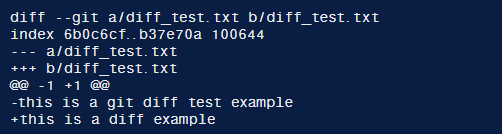 diff --git a/diff_test.txt b/diff_test.txt
index 6b0c6cf..b37e70a 100644
--- a/diff_test.txt
+++ b/diff_test.txt
@@ -1 +1 @@
-this is a git diff test example
+this is a diff example